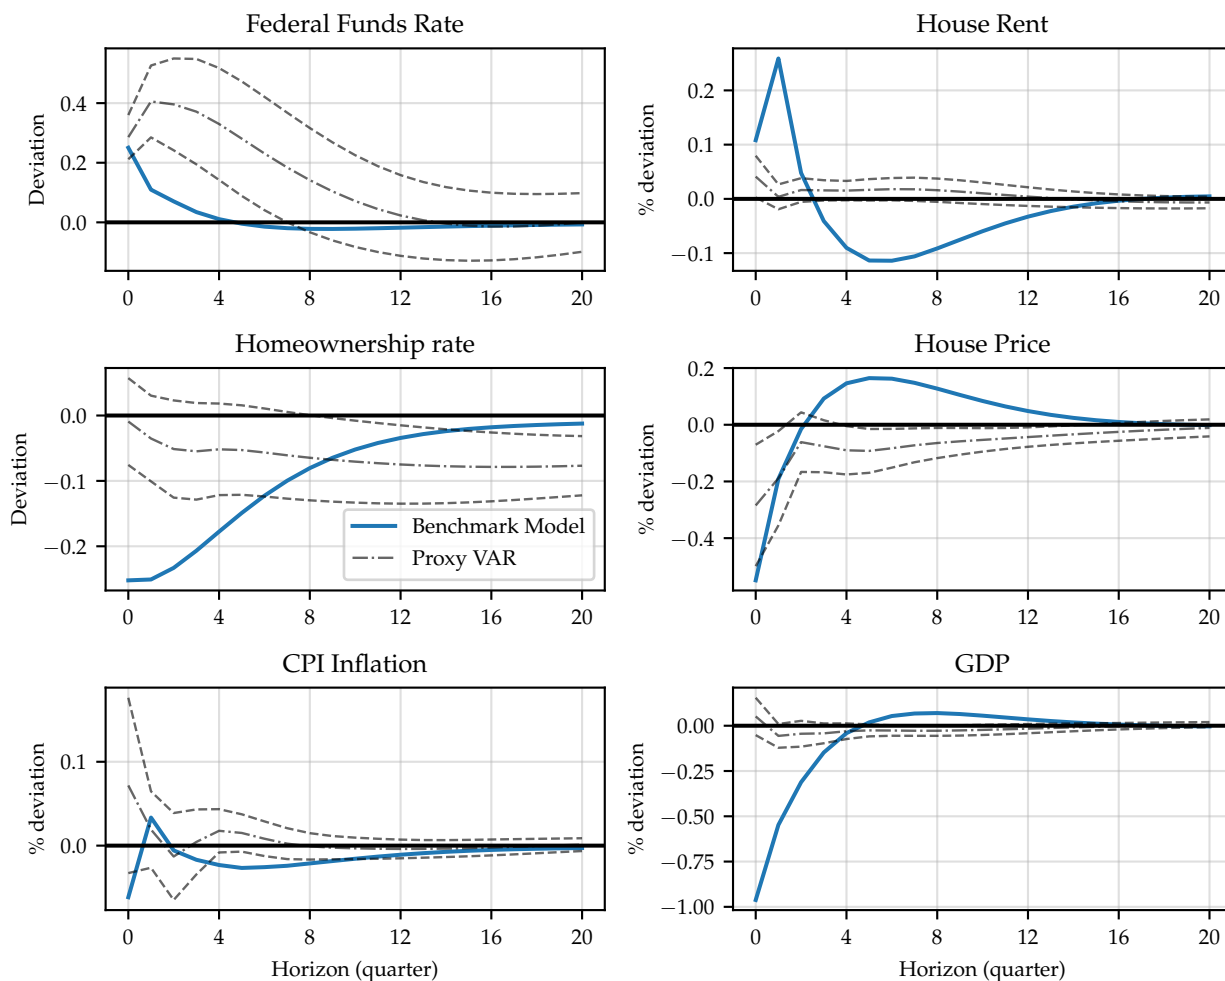 Federal Funds Rate
Deviation
0.4
0.2
0.0
0 4 8 12 16 20
House Rent
% deviation
0.2
0.1
0.0
−0.1
0 4 8 12 16 20
Homeownership rate
Deviation
0.0
−0.1
−0.2
Benchmark Model
Proxy VAR
0 4 8 12 16 20
House Price
% deviation
0.2
0.0
−0.2
−0.4
0 4 8 12 16 20
CPI Inflation
% deviation
0.1
0.0
0 4 8 12 16 20
Horizon (quarter)
GDP
% deviation
0.00
−0.25
−0.50
−0.75
−1.00
0 4 8 12 16 20
Horizon (quarter)